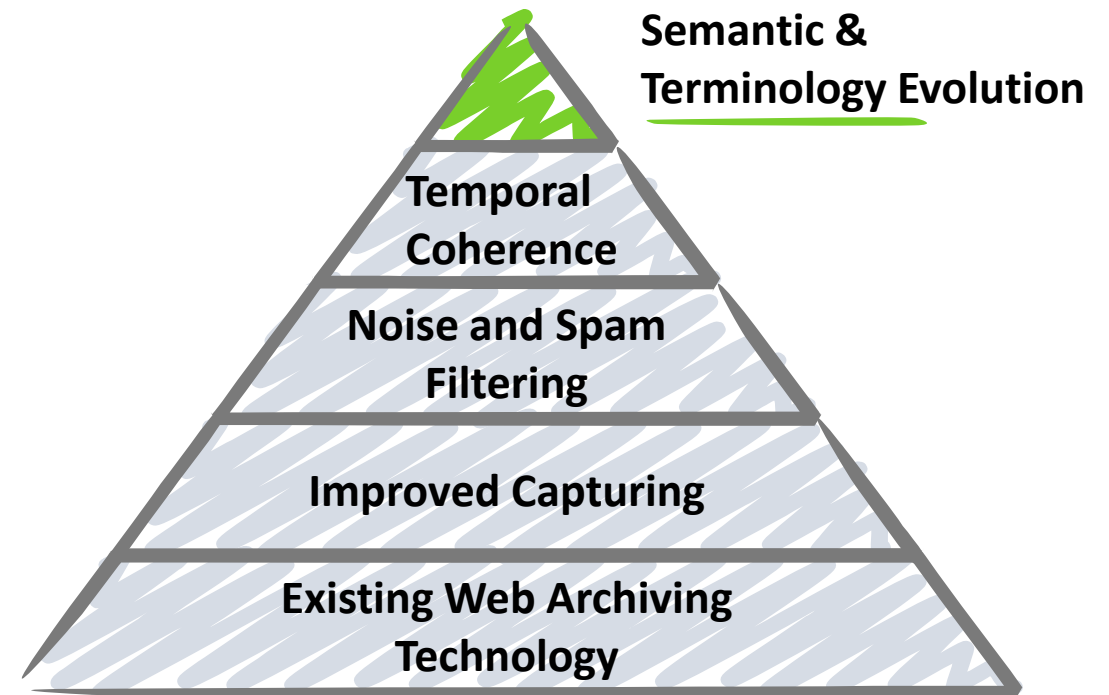 Semantic &
Terminology Evolution
Temporal
Coherence
Noise and Spam
Filtering
Improved Capturing
Existing Web Archiving
Technology